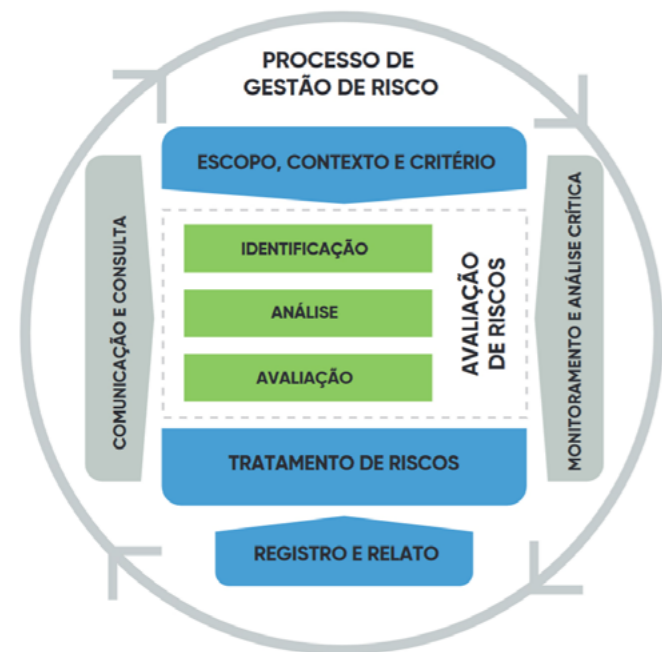 PROCESSO DE
GESTÃO DE RISCO
ESCOPO, CONTEXTO E CRITÉRIO
COMUNICAÇÃO E CONSULTA
IDENTIFICAÇÃO
ANÁLISE
AVALIAÇÃO
AVALIAÇÃO
DE RISCOS
MONITORAMENTO E ANÁLISE CRÍTICA
TRATAMENTO DE RISCOS
REGISTRO E RELATO